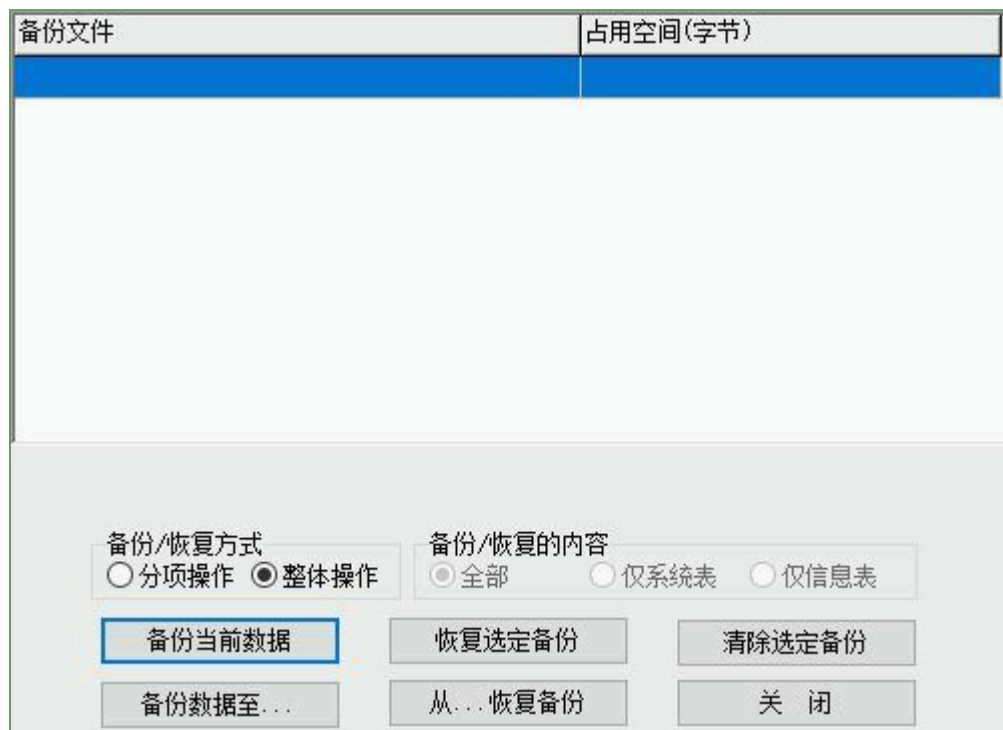 备份文件 占用空间(字节)
备份/恢复方式 备份/恢复的内容
分项操作 整体操作 全部 仅系统表 仅信息表
备份当前数据 恢复选定备份 清除选定备份
备份数据至... 从...恢复备份 关 闭